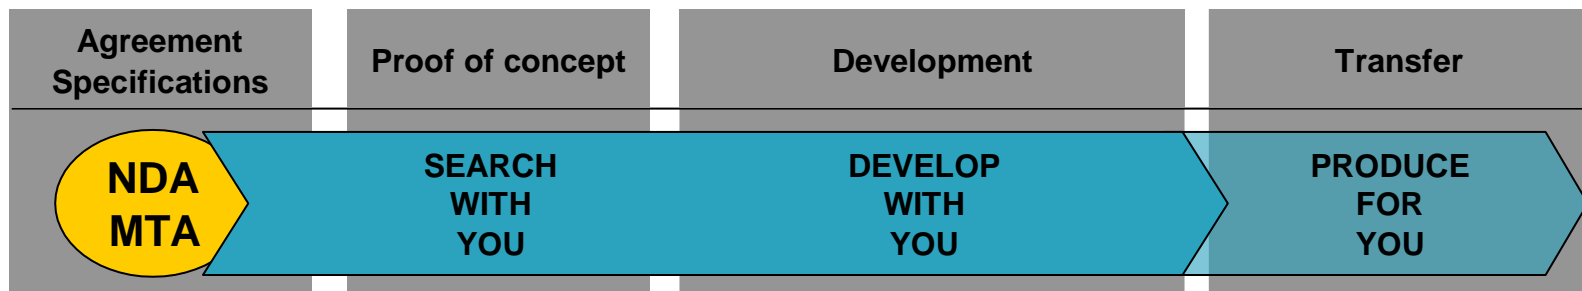 Agreement
Specifications
Proof of concept
Development
Transfer
NDA
MTA
SEARCH
WITH
YOU
DEVELOP
WITH
YOU
PRODUCE
FOR
YOU